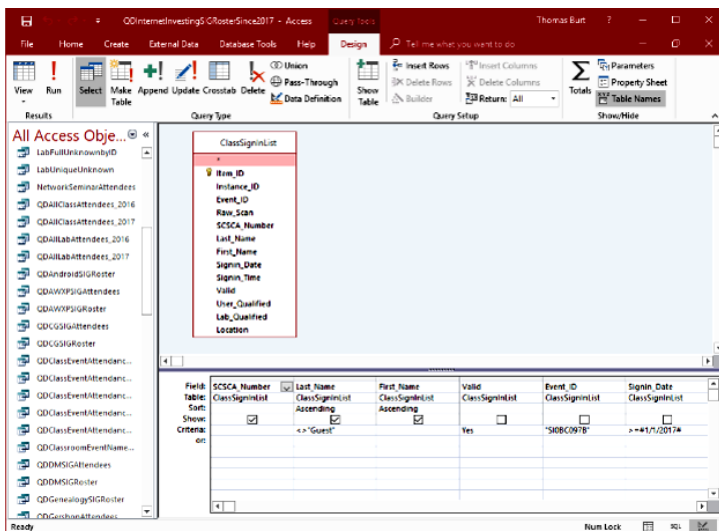 QDInternetInvestingSIGRosterSince2017 - Access Query Tools Thomas Burt ?
File Home Create External Data Database Tools Help Design Tell me what you want to do
View
Run
Select
Make Table
Append
Update
Crosstab
Delete
Union
Pass-Through
Data Definition
Show Table
Insert Rows
Delete Rows
Builder
Insert Columns
Delete Columns
Return: All
Totals
Parameters
Property Sheet
Table Names
Results Query Type Query Setup Show/Hide
All Access Obje...
LabFullUnknownbyID
LabUniqueUnknown
NetworkSeminarAttendees
QDAllClassAttendees_2016
QDAllClassAttendees_2017
QDAllLabAttendees_2016
QDAllLabAttendees_2017
QDAndroidSIGRoster
QDAWXPSIGAttendees
QDAWXPSIGRoster
QDCGSIGAttendees
QDCGSIGRoster
QDClassEventAttendanc...
QDClassEventAttendanc...
QDClassEventAttendanc...
QDClassEventAttendanc...
QDClassroomEventName...
QDDMSIGAttendees
QDDMSIGRoster
QDGenealogySIGRoster
QDGershonAttendees
ClassSignInList
*
Item_ID
Instance_ID
Event_ID
Raw_Scan
SCSCA_Number
Last_Name
First_Name
Signin_Date
Signin_Time
Valid
User_Qualified
Lab_Qualified
Location
Field: SCSCA_Number Last_Name First_Name Valid Event_ID Signin_Date
Table: ClassSignInList ClassSignInList ClassSignInList ClassSignInList ClassSignInList ClassSignInList
Sort: Ascending Ascending
Show:
Criteria: <>"Guest" Yes "SI0BC097B" >=#1/1/2017#
or:
Ready Num Lock SQL